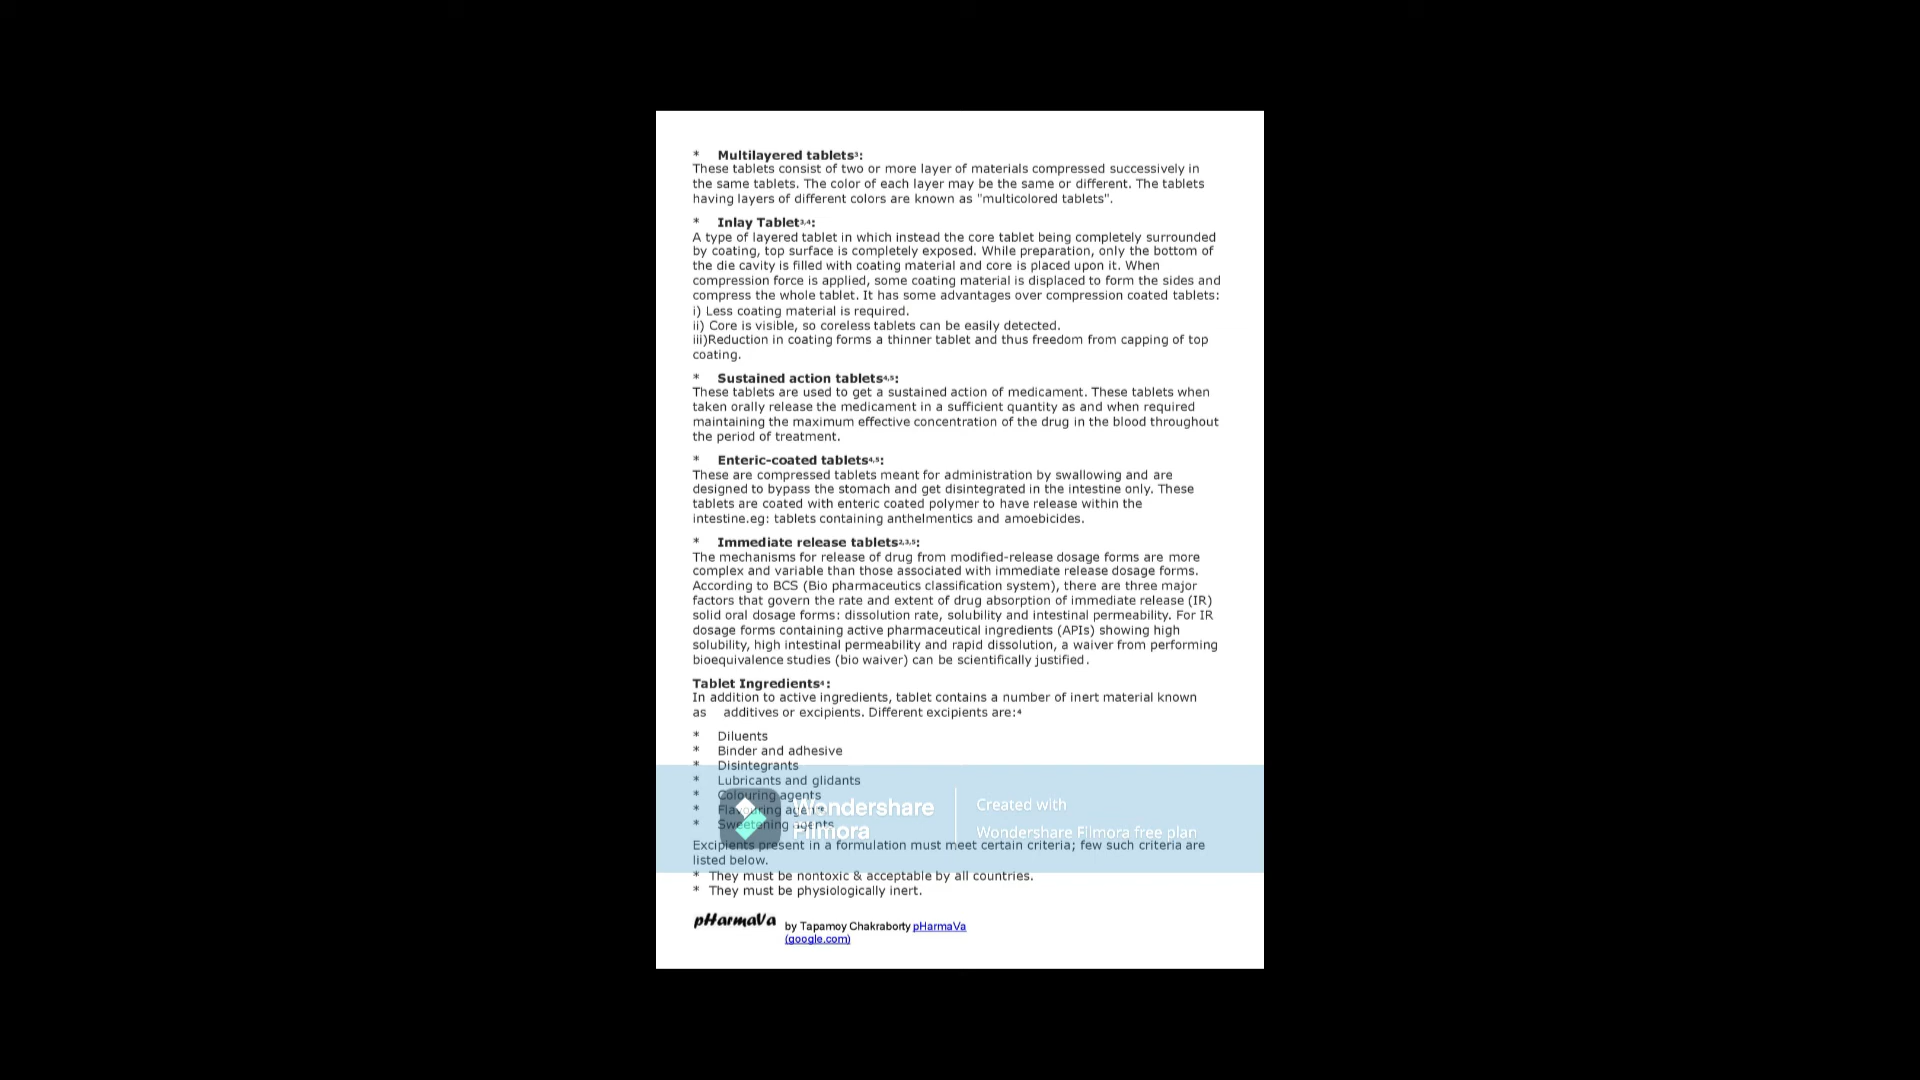 * Multilayered tablets³:
These tablets consist of two or more layer of materials compressed successively in
the same tablets. The color of each layer may be the same or different. The tablets
having layers of different colors are known as "multicolored tablets".
* Inlay Tablet³,⁴:
A type of layered tablet in which instead the core tablet being completely surrounded
by coating, top surface is completely exposed. While preparation, only the bottom of
the die cavity is filled with coating material and core is placed upon it. When
compression force is applied, some coating material is displaced to form the sides and
compress the whole tablet. It has some advantages over compression coated tablets:
i) Less coating material is required.
ii) Core is visible, so coreless tablets can be easily detected.
iii)Reduction in coating forms a thinner tablet and thus freedom from capping of top
coating.
* Sustained action tablets⁴,⁵:
These tablets are used to get a sustained action of medicament. These tablets when
taken orally release the medicament in a sufficient quantity as and when required
maintaining the maximum effective concentration of the drug in the blood throughout
the period of treatment.
* Enteric-coated tablets⁴,⁵:
These are compressed tablets meant for administration by swallowing and are
designed to bypass the stomach and get disintegrated in the intestine only. These
tablets are coated with enteric coated polymer to have release within the
intestine.eg: tablets containing anthelmentics and amoebicides.
* Immediate release tablets²,³,⁵:
The mechanisms for release of drug from modified-release dosage forms are more
complex and variable than those associated with immediate release dosage forms.
According to BCS (Bio pharmaceutics classification system), there are three major
factors that govern the rate and extent of drug absorption of immediate release (IR)
solid oral dosage forms: dissolution rate, solubility and intestinal permeability. For IR
dosage forms containing active pharmaceutical ingredients (APIs) showing high
solubility, high intestinal permeability and rapid dissolution, a waiver from performing
bioequivalence studies (bio waiver) can be scientifically justified.
Tablet Ingredients⁴:
In addition to active ingredients, tablet contains a number of inert material known
as additives or excipients. Different excipients are:⁴
* Diluents
* Binder and adhesive
* Disintegrants
* Lubricants and glidants
* Colouring agents
* Flavouring agents
* Sweetening agents
Wondershare
Filmora
Created with
Wondershare Filmora free plan
Excipients present in a formulation must meet certain criteria; few such criteria are
listed below.
* They must be nontoxic & acceptable by all countries.
* They must be physiologically inert.
pHarmaVa by Tapamoy Chakraborty pHarmaVa
(google.com)